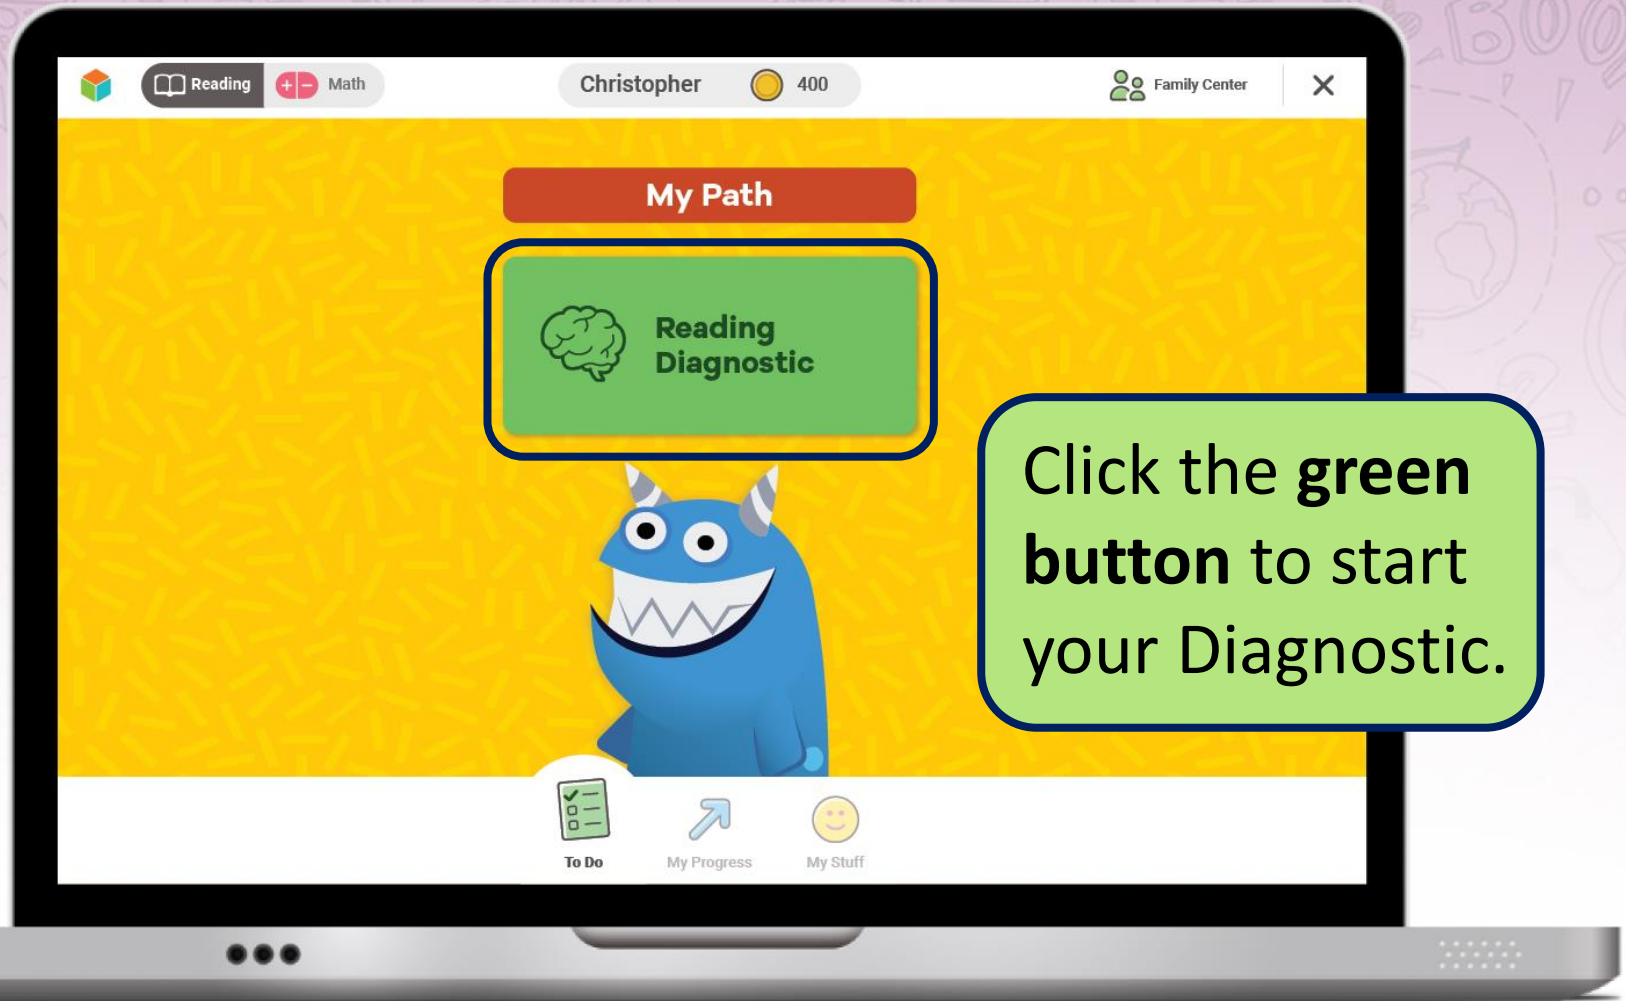 Reading
+ - Math
Christopher
400
Family Center
My Path
Reading
Diagnostic
Click the green
button to start
your Diagnostic.
To Do
My Progress
My Stuff
BOO